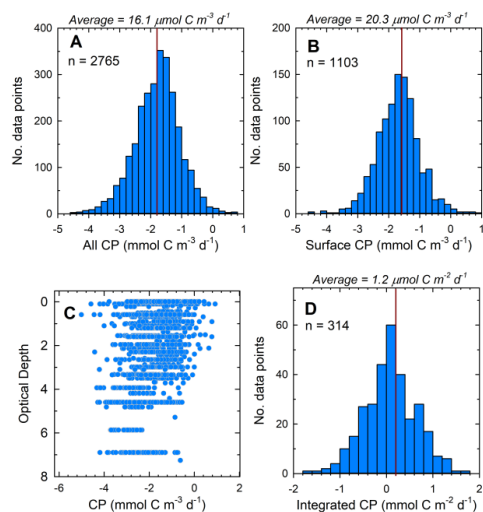 Average = 16.1 μmol C m⁻³ d⁻¹
A
n = 2765
No. data points
400
300
200
100
0
-5 -4 -3 -2 -1 0 1
All CP (mmol C m⁻³ d⁻¹)
Average = 20.3 μmol C m⁻³ d⁻¹
B
n = 1103
No. data points
200
150
100
50
0
-5 -4 -3 -2 -1 0 1
Surface CP (mmol C m⁻³ d⁻¹)
C
Optical Depth
0
2
4
6
8
-6 -4 -2 0 2
CP (mmol C m⁻³ d⁻¹)
Average = 1.2 μmol C m⁻² d⁻¹
D
n = 314
No. data points
60
40
20
0
-2 -1 0 1 2
Integrated CP (mmol C m⁻² d⁻¹)